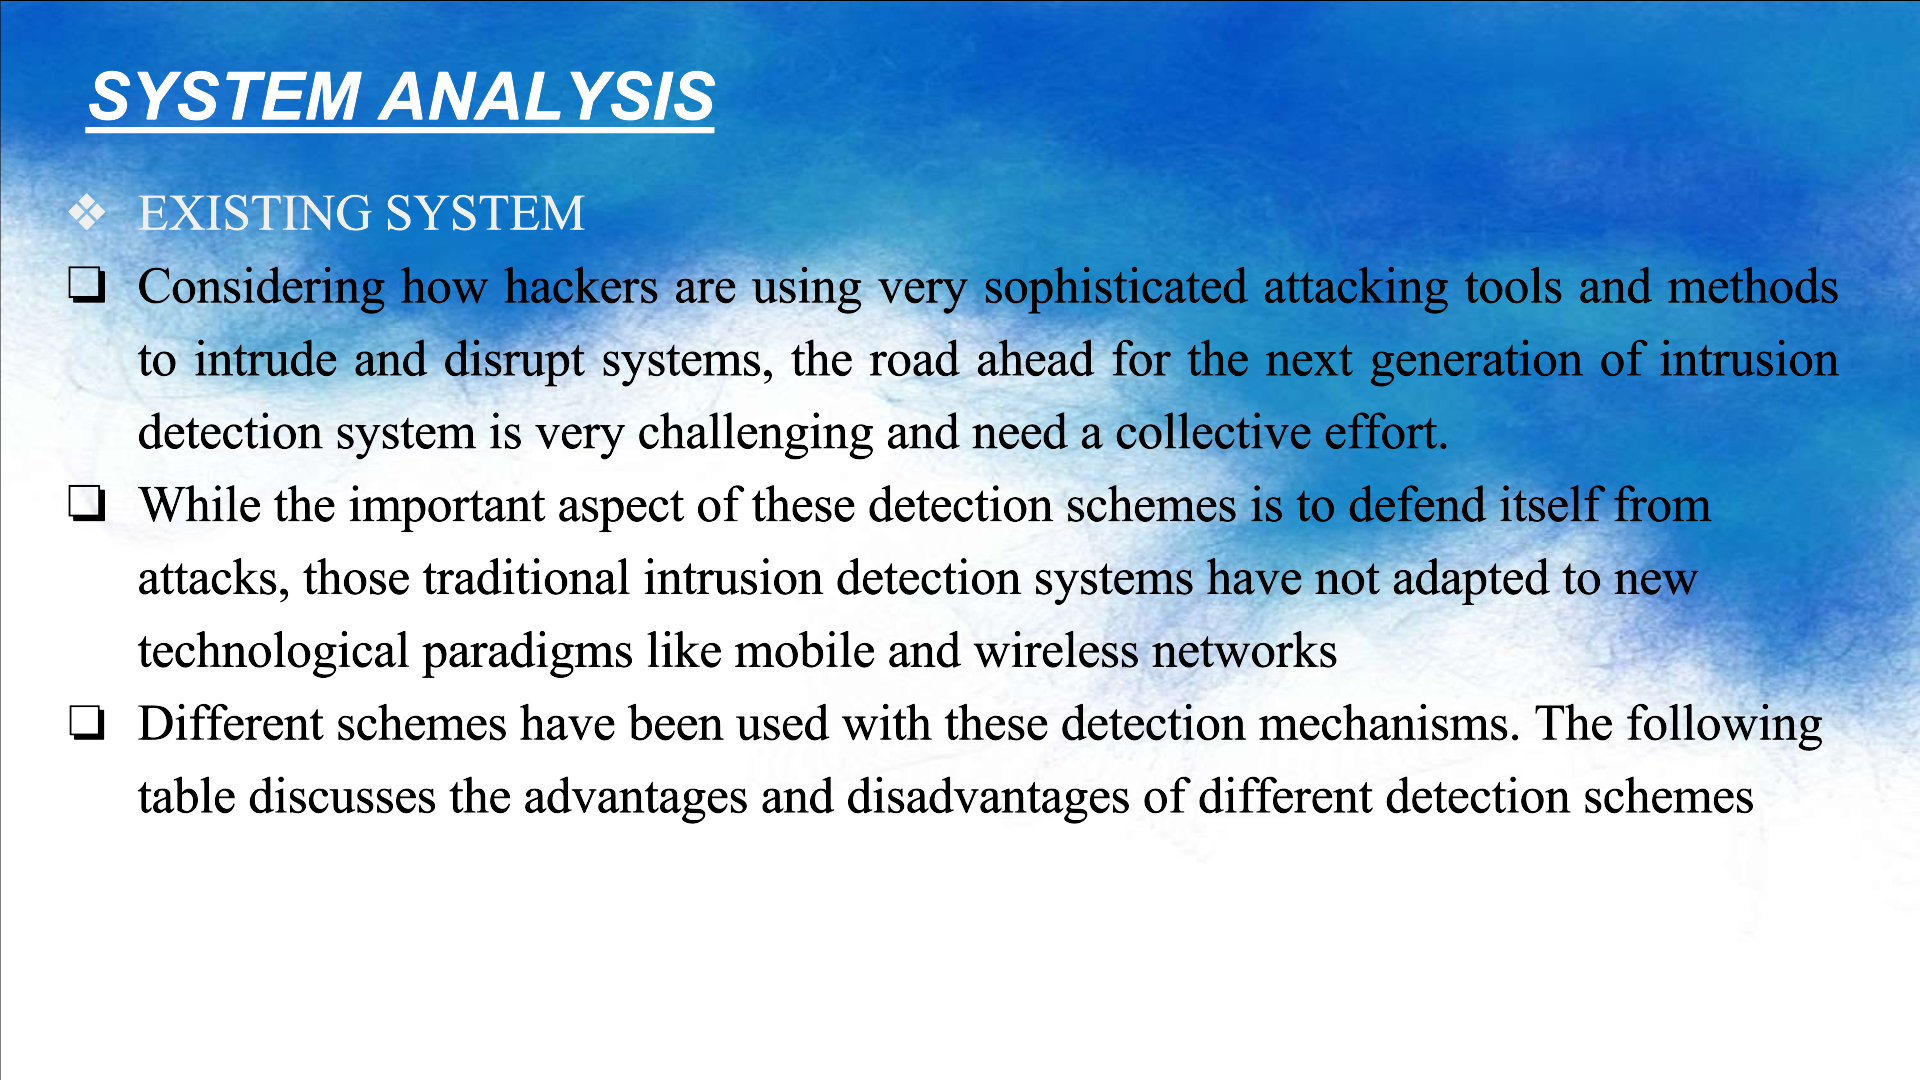 SYSTEM ANALYSIS
❖ EXISTING SYSTEM
❑ Considering how hackers are using very sophisticated attacking tools and methods
to intrude and disrupt systems, the road ahead for the next generation of intrusion
detection system is very challenging and need a collective effort.
❑ While the important aspect of these detection schemes is to defend itself from
attacks, those traditional intrusion detection systems have not adapted to new
technological paradigms like mobile and wireless networks
❑ Different schemes have been used with these detection mechanisms. The following
table discusses the advantages and disadvantages of different detection schemes